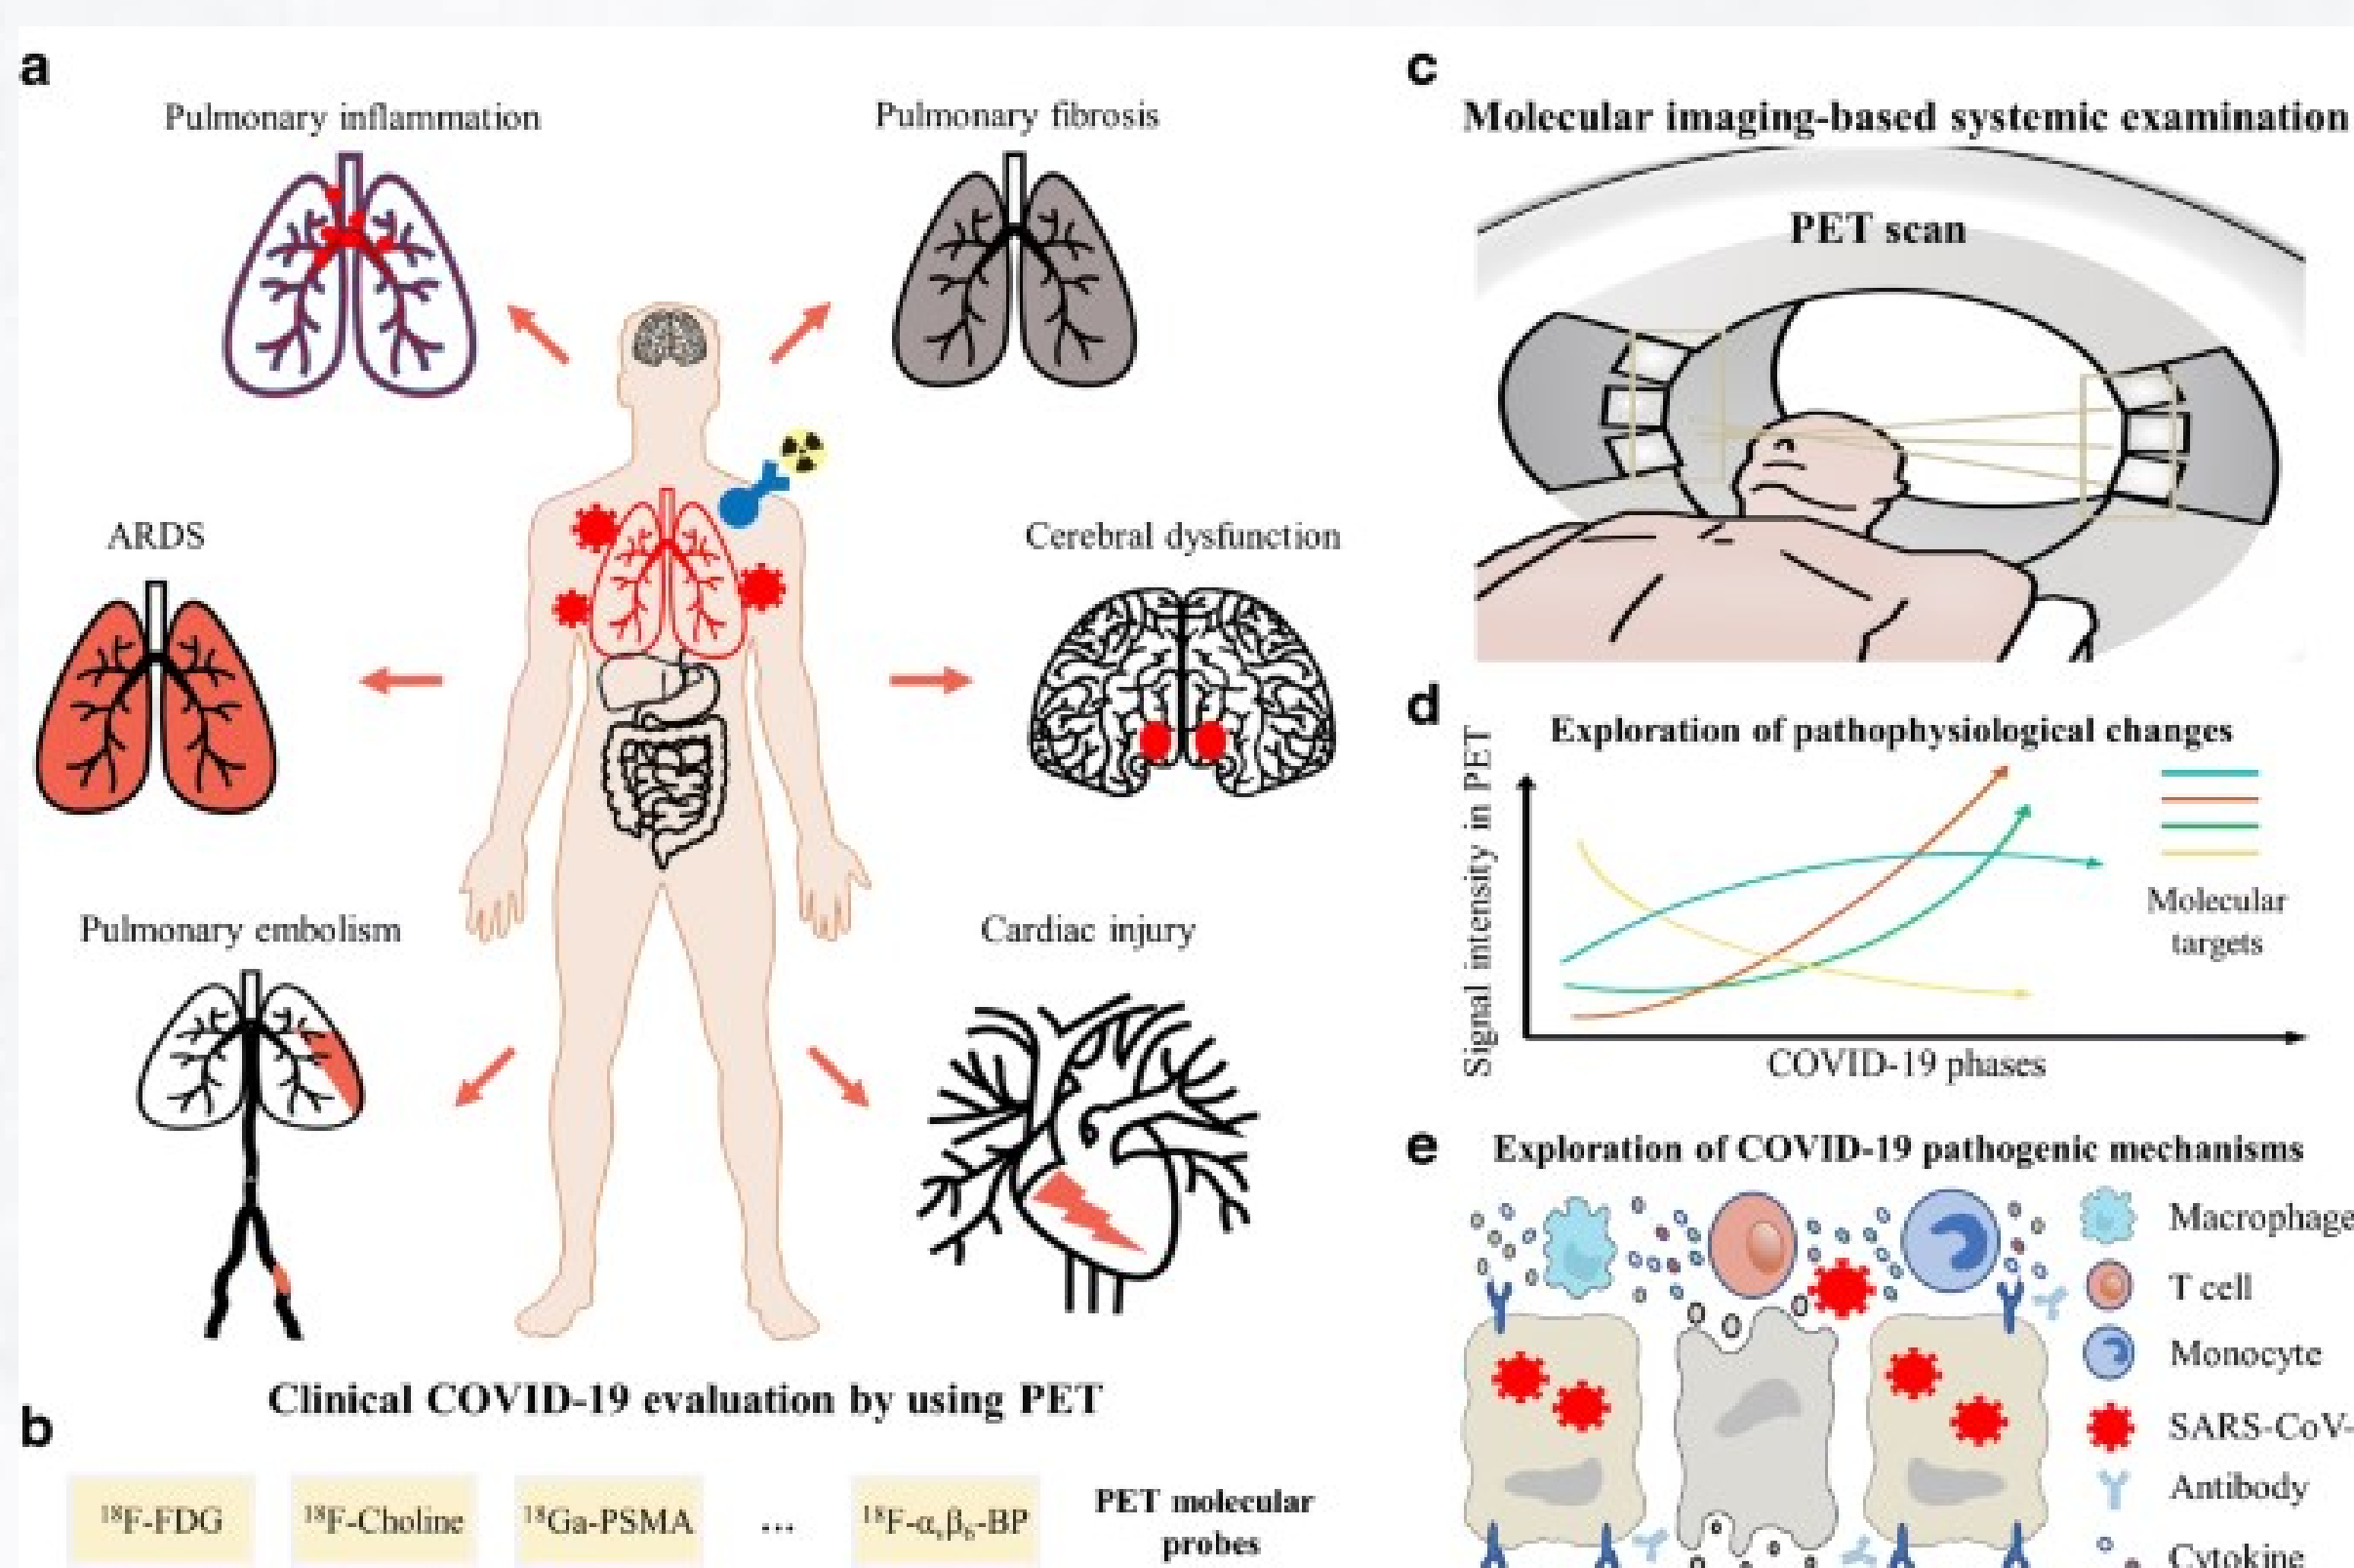 a
Pulmonary inflammation
Pulmonary fibrosis
ARDS
Cerebral dysfunction
Pulmonary embolism
Cardiac injury
Clinical COVID-19 evaluation by using PET
b
¹⁸F-FDG
¹⁸F-Choline
¹⁸Ga-PSMA
...
¹⁸F-αᵥβ₆-BP
PET molecular
probes
c
Molecular imaging-based systemic examination
PET scan
d
Exploration of pathophysiological changes
Signal intensity in PET
COVID-19 phases
Molecular
targets
e
Exploration of COVID-19 pathogenic mechanisms
Macrophage
T cell
Monocyte
SARS-CoV-
Antibody
Cytokine